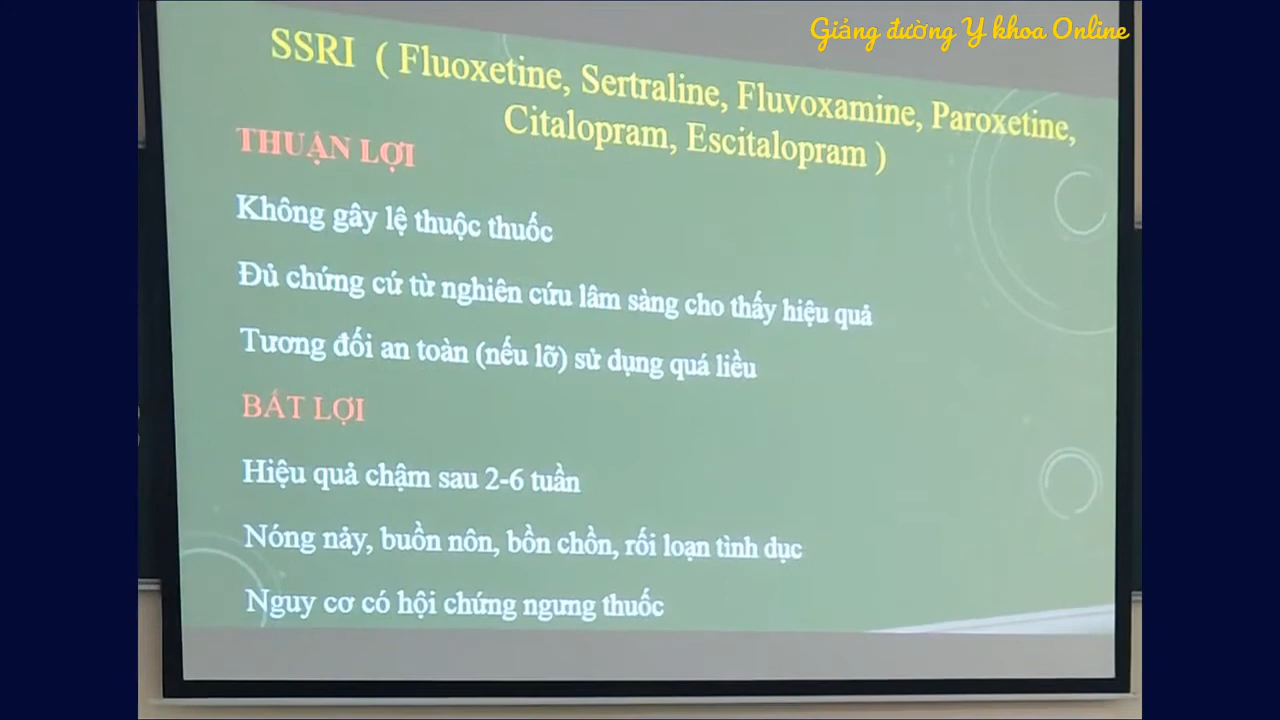 Giảng đường Y khoa Online
SSRI ( Fluoxetine, Sertraline, Fluvoxamine, Paroxetine,
Citalopram, Escitalopram )
THUẬN LỢI
Không gây lệ thuộc thuốc
Đủ chứng cứ từ nghiên cứu lâm sàng cho thấy hiệu quả
Tương đối an toàn (nếu lỡ) sử dụng quá liều
BẤT LỢI
Hiệu quả chậm sau 2-6 tuần
Nóng nảy, buồn nôn, bồn chồn, rối loạn tình dục
Nguy cơ có hội chứng ngưng thuốc